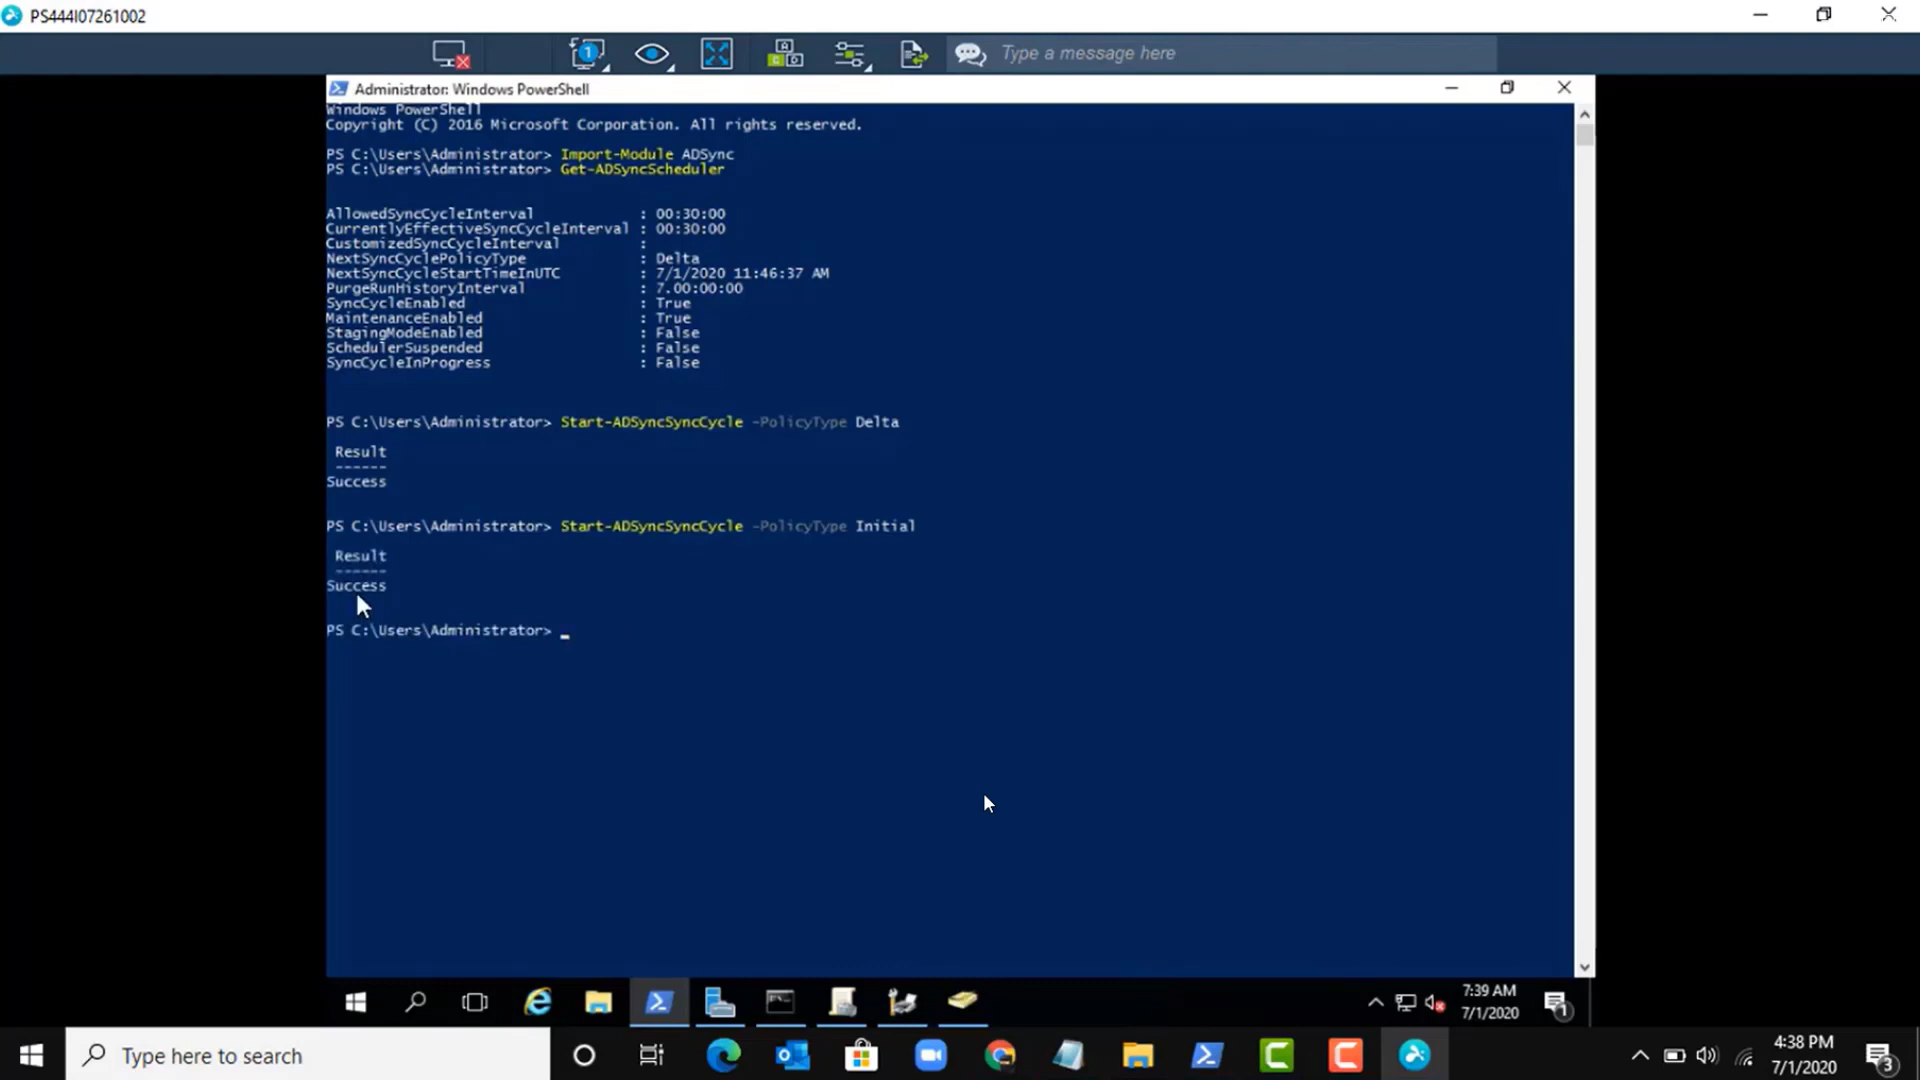 PS444I07261002
1
Type a message here
Administrator: Windows PowerShell
Windows PowerShell
Copyright (C) 2016 Microsoft Corporation. All rights reserved.
PS C:\Users\Administrator> Import-Module ADSync
PS C:\Users\Administrator> Get-ADSyncScheduler
AllowedSyncCycleInterval : 00:30:00
CurrentlyEffectiveSyncCycleInterval : 00:30:00
CustomizedSyncCycleInterval :
NextSyncCyclePolicyType : Delta
NextSyncCycleStartTimeInUTC : 7/1/2020 11:46:37 AM
PurgeRunHistoryInterval : 7.00:00:00
SyncCycleEnabled : True
MaintenanceEnabled : True
StagingModeEnabled : False
SchedulerSuspended : False
SyncCycleInProgress : False
PS C:\Users\Administrator> Start-ADSyncSyncCycle -PolicyType Delta
Result
------
Success
PS C:\Users\Administrator> Start-ADSyncSyncCycle -PolicyType Initial
Result
------
Success
PS C:\Users\Administrator> _
7:39 AM
7/1/2020
1
Type here to search
4:38 PM
7/1/2020
3